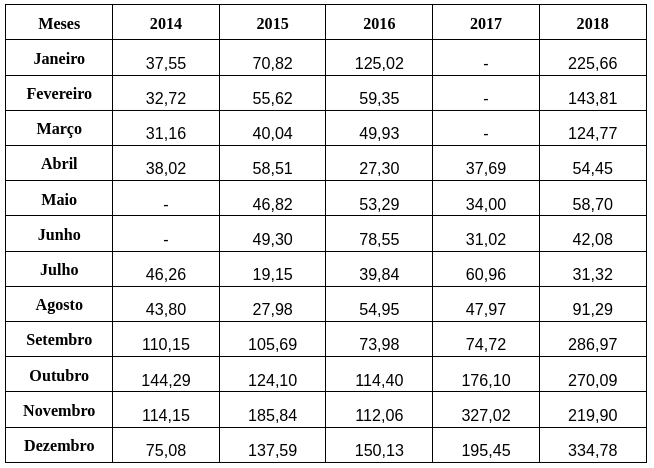 Meses 2014 2015 2016 2017 2018
Janeiro 37,55 70,82 125,02 - 225,66
Fevereiro 32,72 55,62 59,35 - 143,81
Março 31,16 40,04 49,93 - 124,77
Abril 38,02 58,51 27,30 37,69 54,45
Maio - 46,82 53,29 34,00 58,70
Junho - 49,30 78,55 31,02 42,08
Julho 46,26 19,15 39,84 60,96 31,32
Agosto 43,80 27,98 54,95 47,97 91,29
Setembro 110,15 105,69 73,98 74,72 286,97
Outubro 144,29 124,10 114,40 176,10 270,09
Novembro 114,15 185,84 112,06 327,02 219,90
Dezembro 75,08 137,59 150,13 195,45 334,78